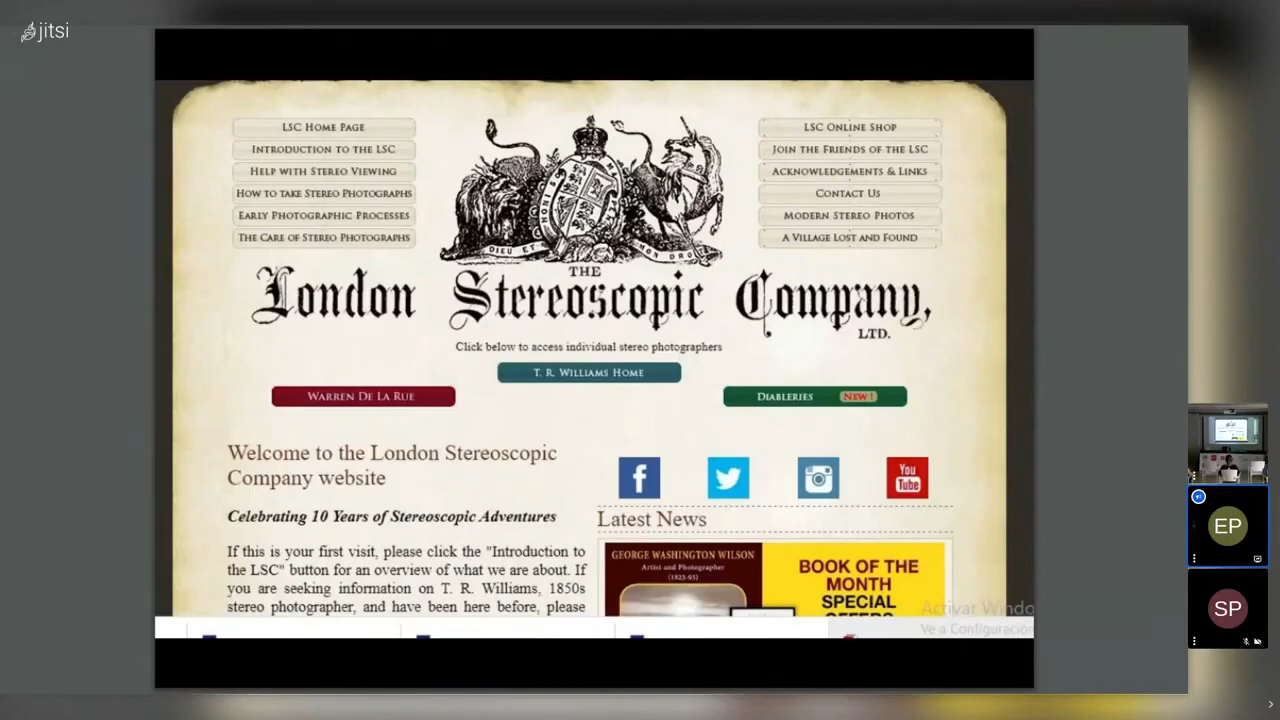 jitsi
LSC HOME PAGE
INTRODUCTION TO THE LSC
HELP WITH STEREO VIEWING
HOW TO TAKE STEREO PHOTOGRAPHS
EARLY PHOTOGRAPHIC PROCESSES
THE CARE OF STEREO PHOTOGRAPHS
LSC ONLINE SHOP
JOIN THE FRIENDS OF THE LSC
ACKNOWLEDGEMENTS & LINKS
CONTACT US
MODERN STEREO PHOTOS
A VILLAGE LOST AND FOUND
DIEU ET MON DROIT
THE
London Stereoscopic Company,
LTD.
Click below to access individual stereo photographers
T. R. WILLIAMS HOME
WARREN DE LA RUE
DIABLERIES NEW!
Welcome to the London Stereoscopic
Company website
Celebrating 10 Years of Stereoscopic Adventures
If this is your first visit, please click the "Introduction to
the LSC" button for an overview of what we are about. If
you are seeking information on T. R. Williams, 1850s
stereo photographer, and have been here before, please
You
Tube
Latest News
GEORGE WASHINGTON WILSON
Artist and Photographer
(1823-93)
BOOK OF THE
MONTH
SPECIAL
OFFERS
Activar Windo
Ve a Configuración
EP
SP